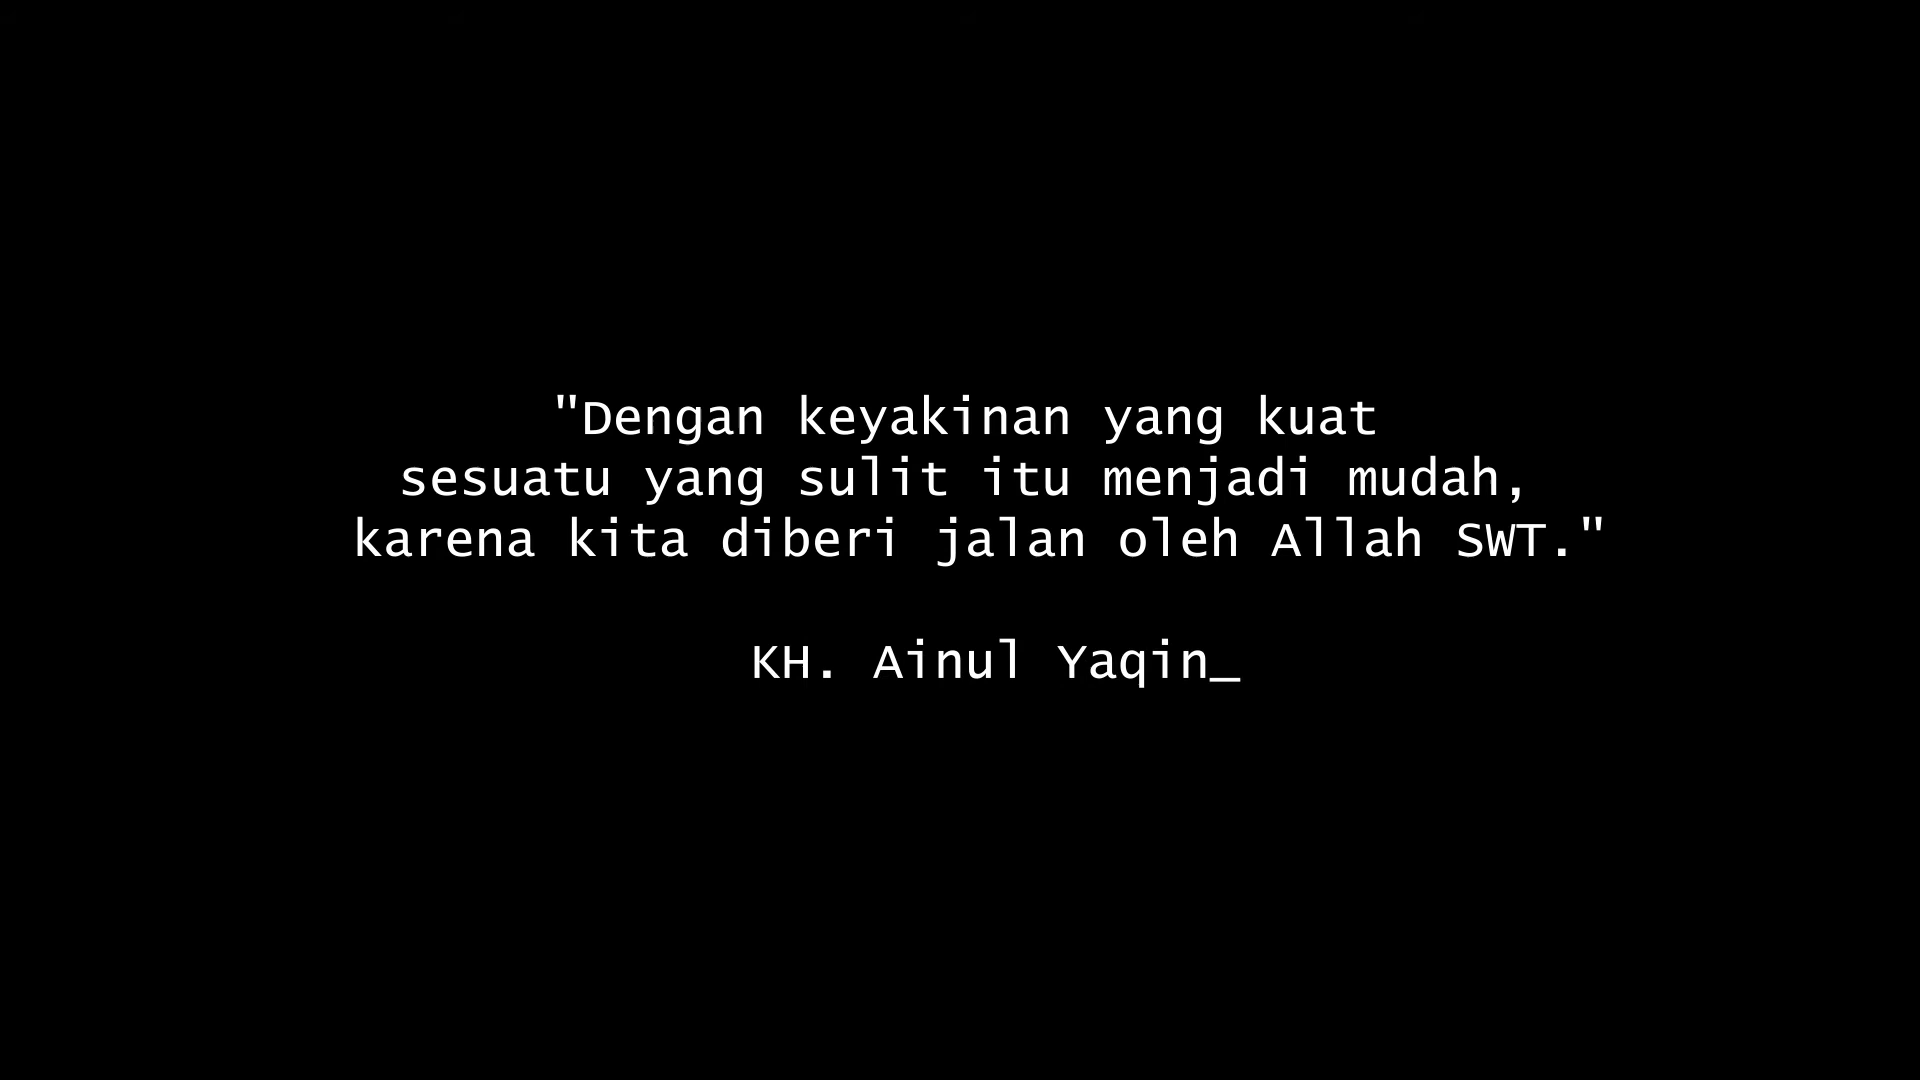 "Dengan keyakinan yang kuat
sesuatu yang sulit itu menjadi mudah,
karena kita diberi jalan oleh Allah SWT."
KH. Ainul Yaqin_